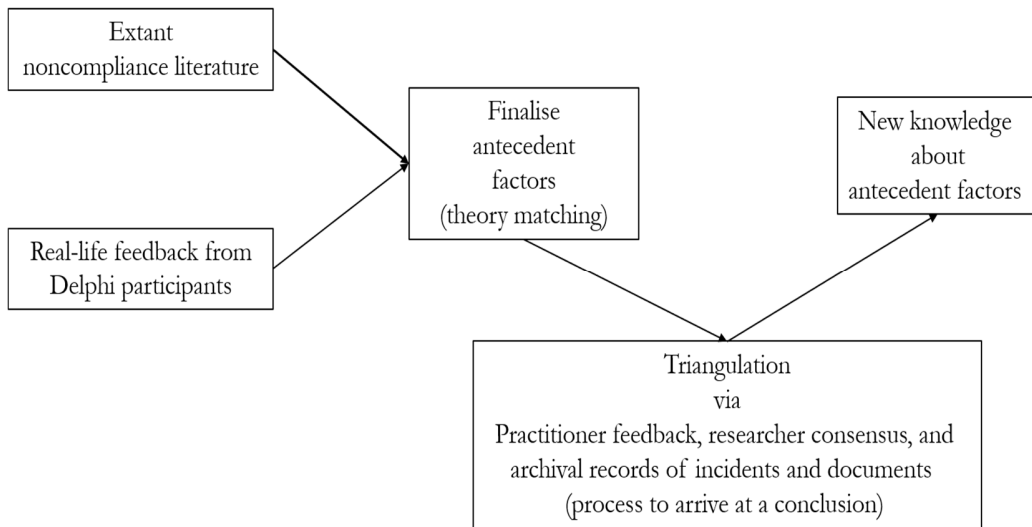 Extant
noncompliance literature
Real-life feedback from
Delphi participants
Finalise
antecedent
factors
(theory matching)
New knowledge
about
antecedent factors
Triangulation
via
Practitioner feedback, researcher consensus, and
archival records of incidents and documents
(process to arrive at a conclusion)